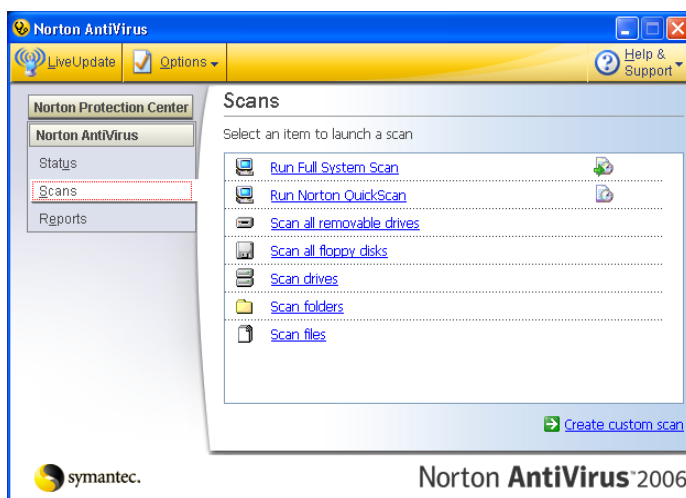 Norton AntiVirus
LiveUpdate Options Help & Support
Norton Protection Center
Norton AntiVirus
Status
Scans
Reports
Scans
Select an item to launch a scan
Run Full System Scan
Run Norton QuickScan
Scan all removable drives
Scan all floppy disks
Scan drives
Scan folders
Scan files
Create custom scan
symantec.
Norton AntiVirus™2006